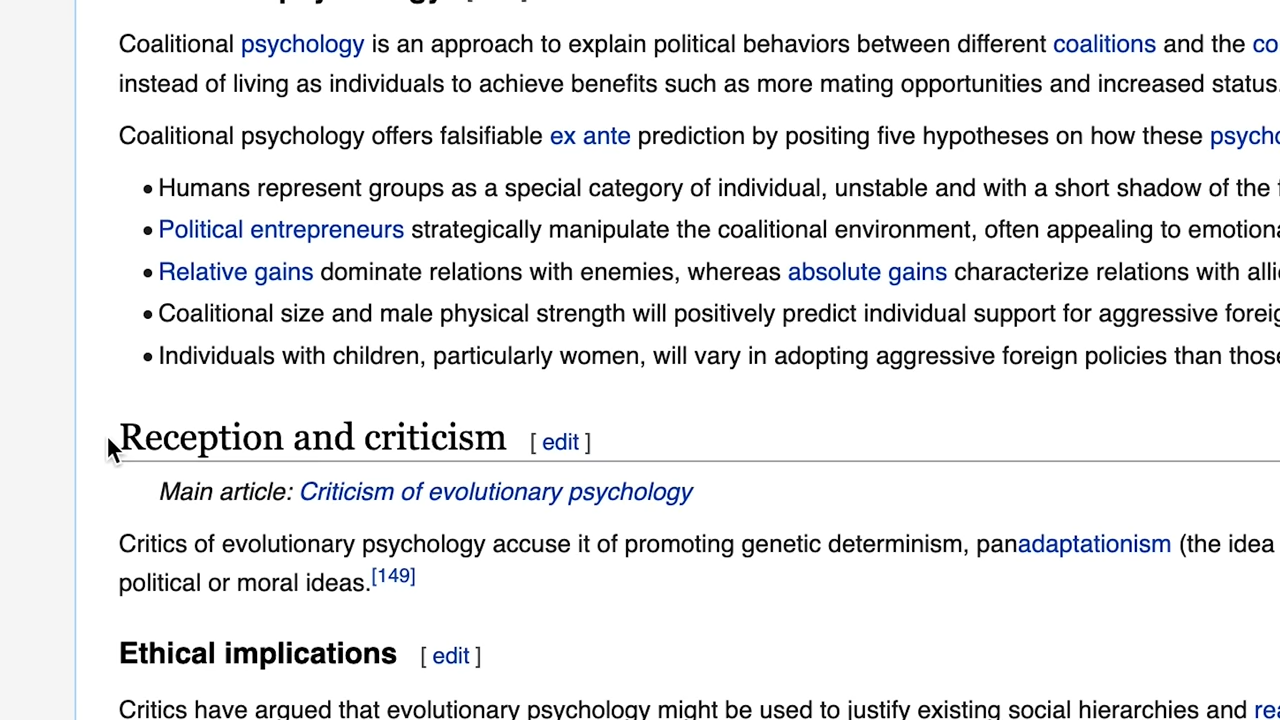 Coalitional psychology is an approach to explain political behaviors between different coalitions and the
instead of living as individuals to achieve benefits such as more mating opportunities and increased status.
Coalitional psychology offers falsifiable ex ante prediction by positing five hypotheses on how these
• Humans represent groups as a special category of individual, unstable and with a short shadow of the
• Political entrepreneurs strategically manipulate the coalitional environment, often appealing to
• Relative gains dominate relations with enemies, whereas absolute gains characterize relations with
• Coalitional size and male physical strength will positively predict individual support for aggressive
• Individuals with children, particularly women, will vary in adopting aggressive foreign policies than
Reception and criticism [ edit ]
Main article: Criticism of evolutionary psychology
Critics of evolutionary psychology accuse it of promoting genetic determinism, panadaptationism (the idea
political or moral ideas.[149]
Ethical implications [ edit ]
Critics have argued that evolutionary psychology might be used to justify existing social hierarchies and